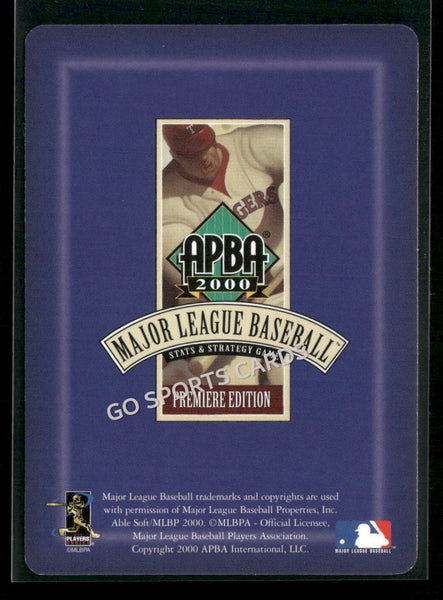 T
GERS
APBA®
2000
MAJOR LEAGUE BASEBALL™
STATS & STRATEGY GAME
GO SPORTS CARDS
PREMIERE EDITION
Major League Baseball trademarks and copyrights are used
with permission of Major League Baseball Properties, Inc.
Able Soft/MLBP 2000. ©MLBPA - Official Licensee,
Major League Baseball Players Association.
Copyright 2000 APBA International, LLC.
PLAYERS
CHOICE
©MLBPA
MAJOR LEAGUE BASEBALL